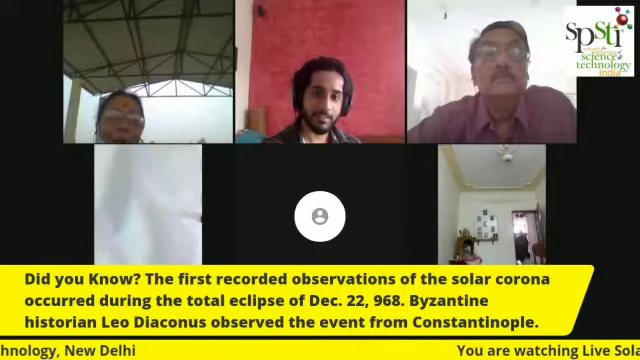 spsti
science &
technology
india
Did you Know? The first recorded observations of the solar corona
occurred during the total eclipse of Dec. 22, 968. Byzantine
historian Leo Diaconus observed the event from Constantinople.
chnology, New Delhi You are watching Live Sola